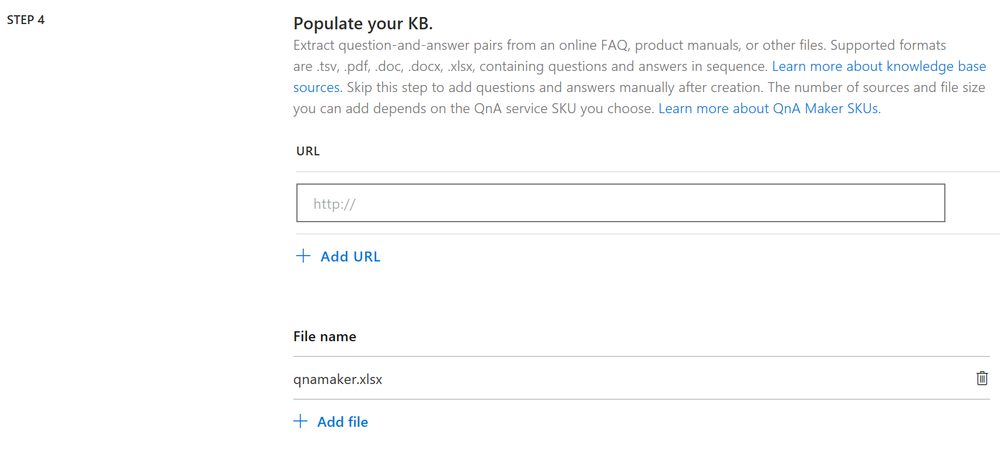 STEP 4
Populate your KB.
Extract question-and-answer pairs from an online FAQ, product manuals, or other files. Supported formats
are .tsv, .pdf, .doc, .docx, .xlsx, containing questions and answers in sequence. Learn more about knowledge base
sources. Skip this step to add questions and answers manually after creation. The number of sources and file size
you can add depends on the QnA service SKU you choose. Learn more about QnA Maker SKUs.
URL
http://
Add URL
File name
qnamaker.xlsx
Add file